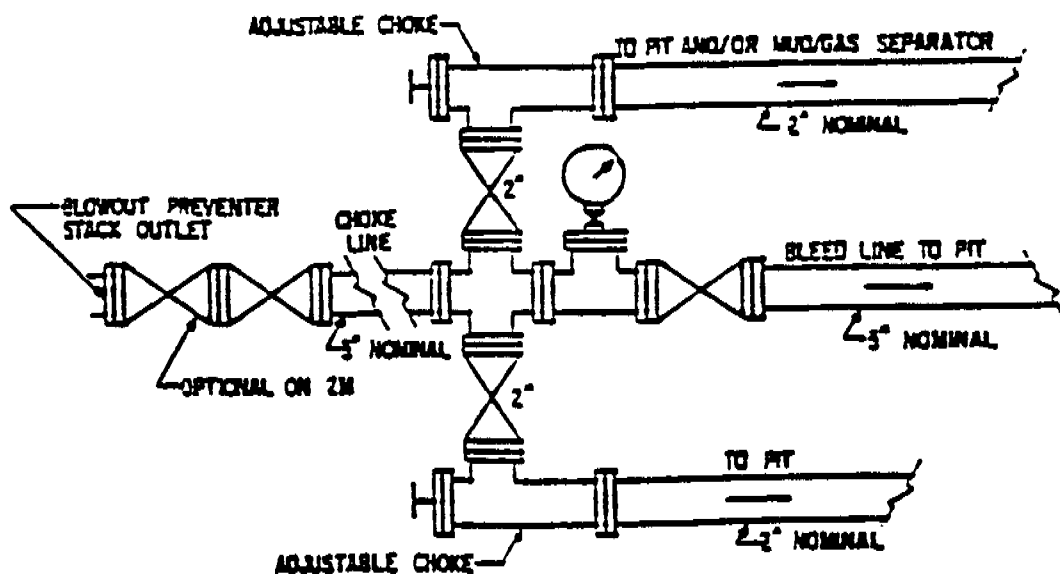 ADJUSTABLE CHOKE
TO PIT AND/OR MUD/GAS SEPARATOR
2" NOMINAL
2"
BLOWOUT PREVENTER
STACK OUTLET
CHOKE
LINE
BLEED LINE TO PIT
3" NOMINAL
3" NOMINAL
OPTIONAL ON 2M
2"
TO PIT
2" NOMINAL
ADJUSTABLE CHOKE